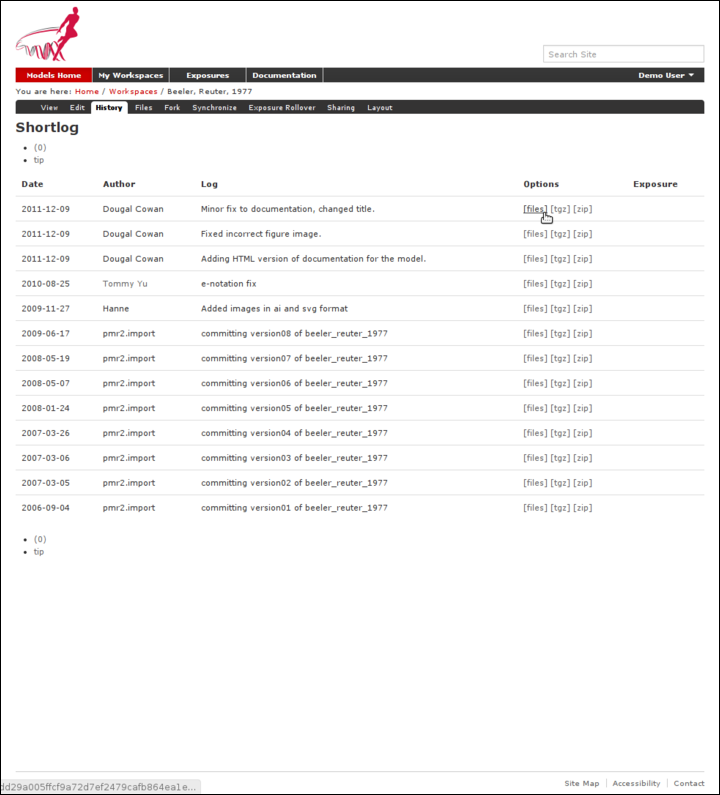 Search Site
Models Home My Workspaces Exposures Documentation Demo User
You are here: Home / Workspaces / Beeler, Reuter, 1977
View Edit History Files Fork Synchronize Exposure Rollover Sharing Layout
Shortlog
(0)
tip
Date Author Log Options Exposure
2011-12-09 Dougal Cowan Minor fix to documentation, changed title. [files] [tgz] [zip]
2011-12-09 Dougal Cowan Fixed incorrect figure image. [files] [tgz] [zip]
2011-12-09 Dougal Cowan Adding HTML version of documentation for the model. [files] [tgz] [zip]
2010-08-25 Tommy Yu e-notation fix [files] [tgz] [zip]
2009-11-27 Hanne Added images in ai and svg format [files] [tgz] [zip]
2009-06-17 pmr2.import committing version08 of beeler_reuter_1977 [files] [tgz] [zip]
2008-05-19 pmr2.import committing version07 of beeler_reuter_1977 [files] [tgz] [zip]
2008-05-07 pmr2.import committing version06 of beeler_reuter_1977 [files] [tgz] [zip]
2008-01-24 pmr2.import committing version05 of beeler_reuter_1977 [files] [tgz] [zip]
2007-03-26 pmr2.import committing version04 of beeler_reuter_1977 [files] [tgz] [zip]
2007-03-06 pmr2.import committing version03 of beeler_reuter_1977 [files] [tgz] [zip]
2007-03-05 pmr2.import committing version02 of beeler_reuter_1977 [files] [tgz] [zip]
2006-09-04 pmr2.import committing version01 of beeler_reuter_1977 [files] [tgz] [zip]
(0)
tip
Site Map Accessibility Contact
dd29a005ffcf9a72d7ef2479cafb864ea1e...